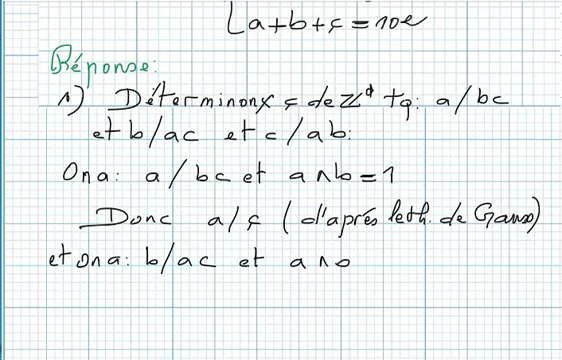 [a+b+c=10e
Réponse:
1) Déterminons c de Z* tq: a/bc
et b/ac et c/ab:
On a: a/bc et a∧b=1
Donc a/c (d'après le th. de Gauss)
et on a: b/ac et a∧b